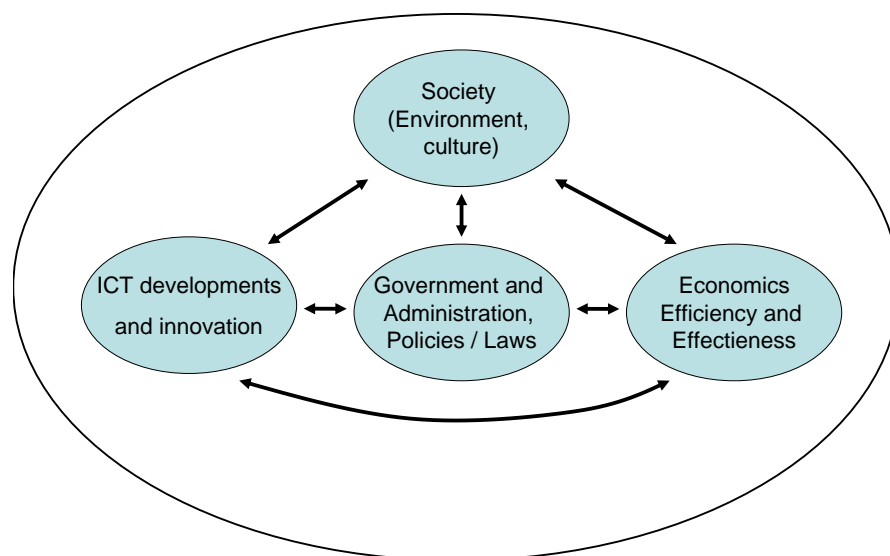 Society
(Environment,
culture)
ICT developments
and innovation
Government and
Administration,
Policies / Laws
Economics
Efficiency and
Effectieness